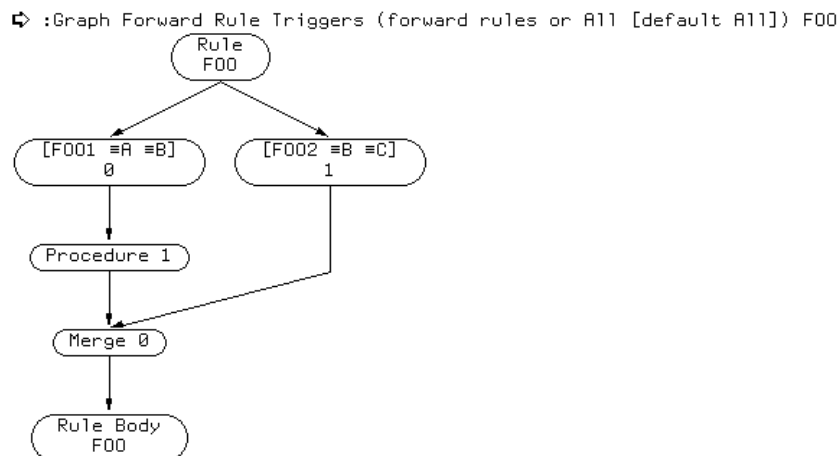 :Graph Forward Rule Triggers (forward rules or All [default All]) FOO
Rule
FOO
[FOO1 ≡A ≡B]
0
[FOO2 ≡B ≡C]
1
Procedure 1
Merge 0
Rule Body
FOO